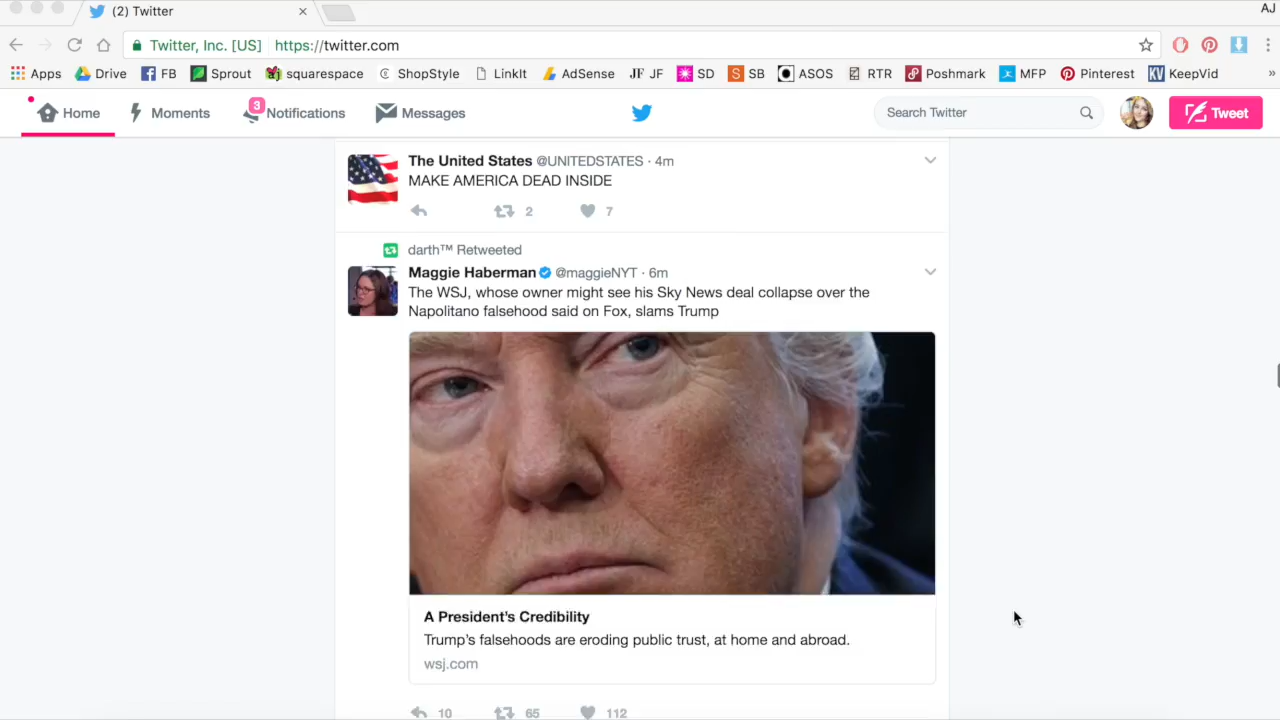 (2) Twitter
AJ
Twitter, Inc. [US] https://twitter.com
Apps Drive FB Sprout squarespace ShopStyle LinkIt AdSense JF JF SD SB ASOS RTR Poshmark MFP Pinterest KV KeepVid »
Home Moments 3 Notifications Messages Search Twitter Tweet
The United States @UNITEDSTATES · 4m
MAKE AMERICA DEAD INSIDE
2 7
darth™ Retweeted
Maggie Haberman @maggieNYT · 6m
The WSJ, whose owner might see his Sky News deal collapse over the
Napolitano falsehood said on Fox, slams Trump
A President's Credibility
Trump's falsehoods are eroding public trust, at home and abroad.
wsj.com
10 65 112